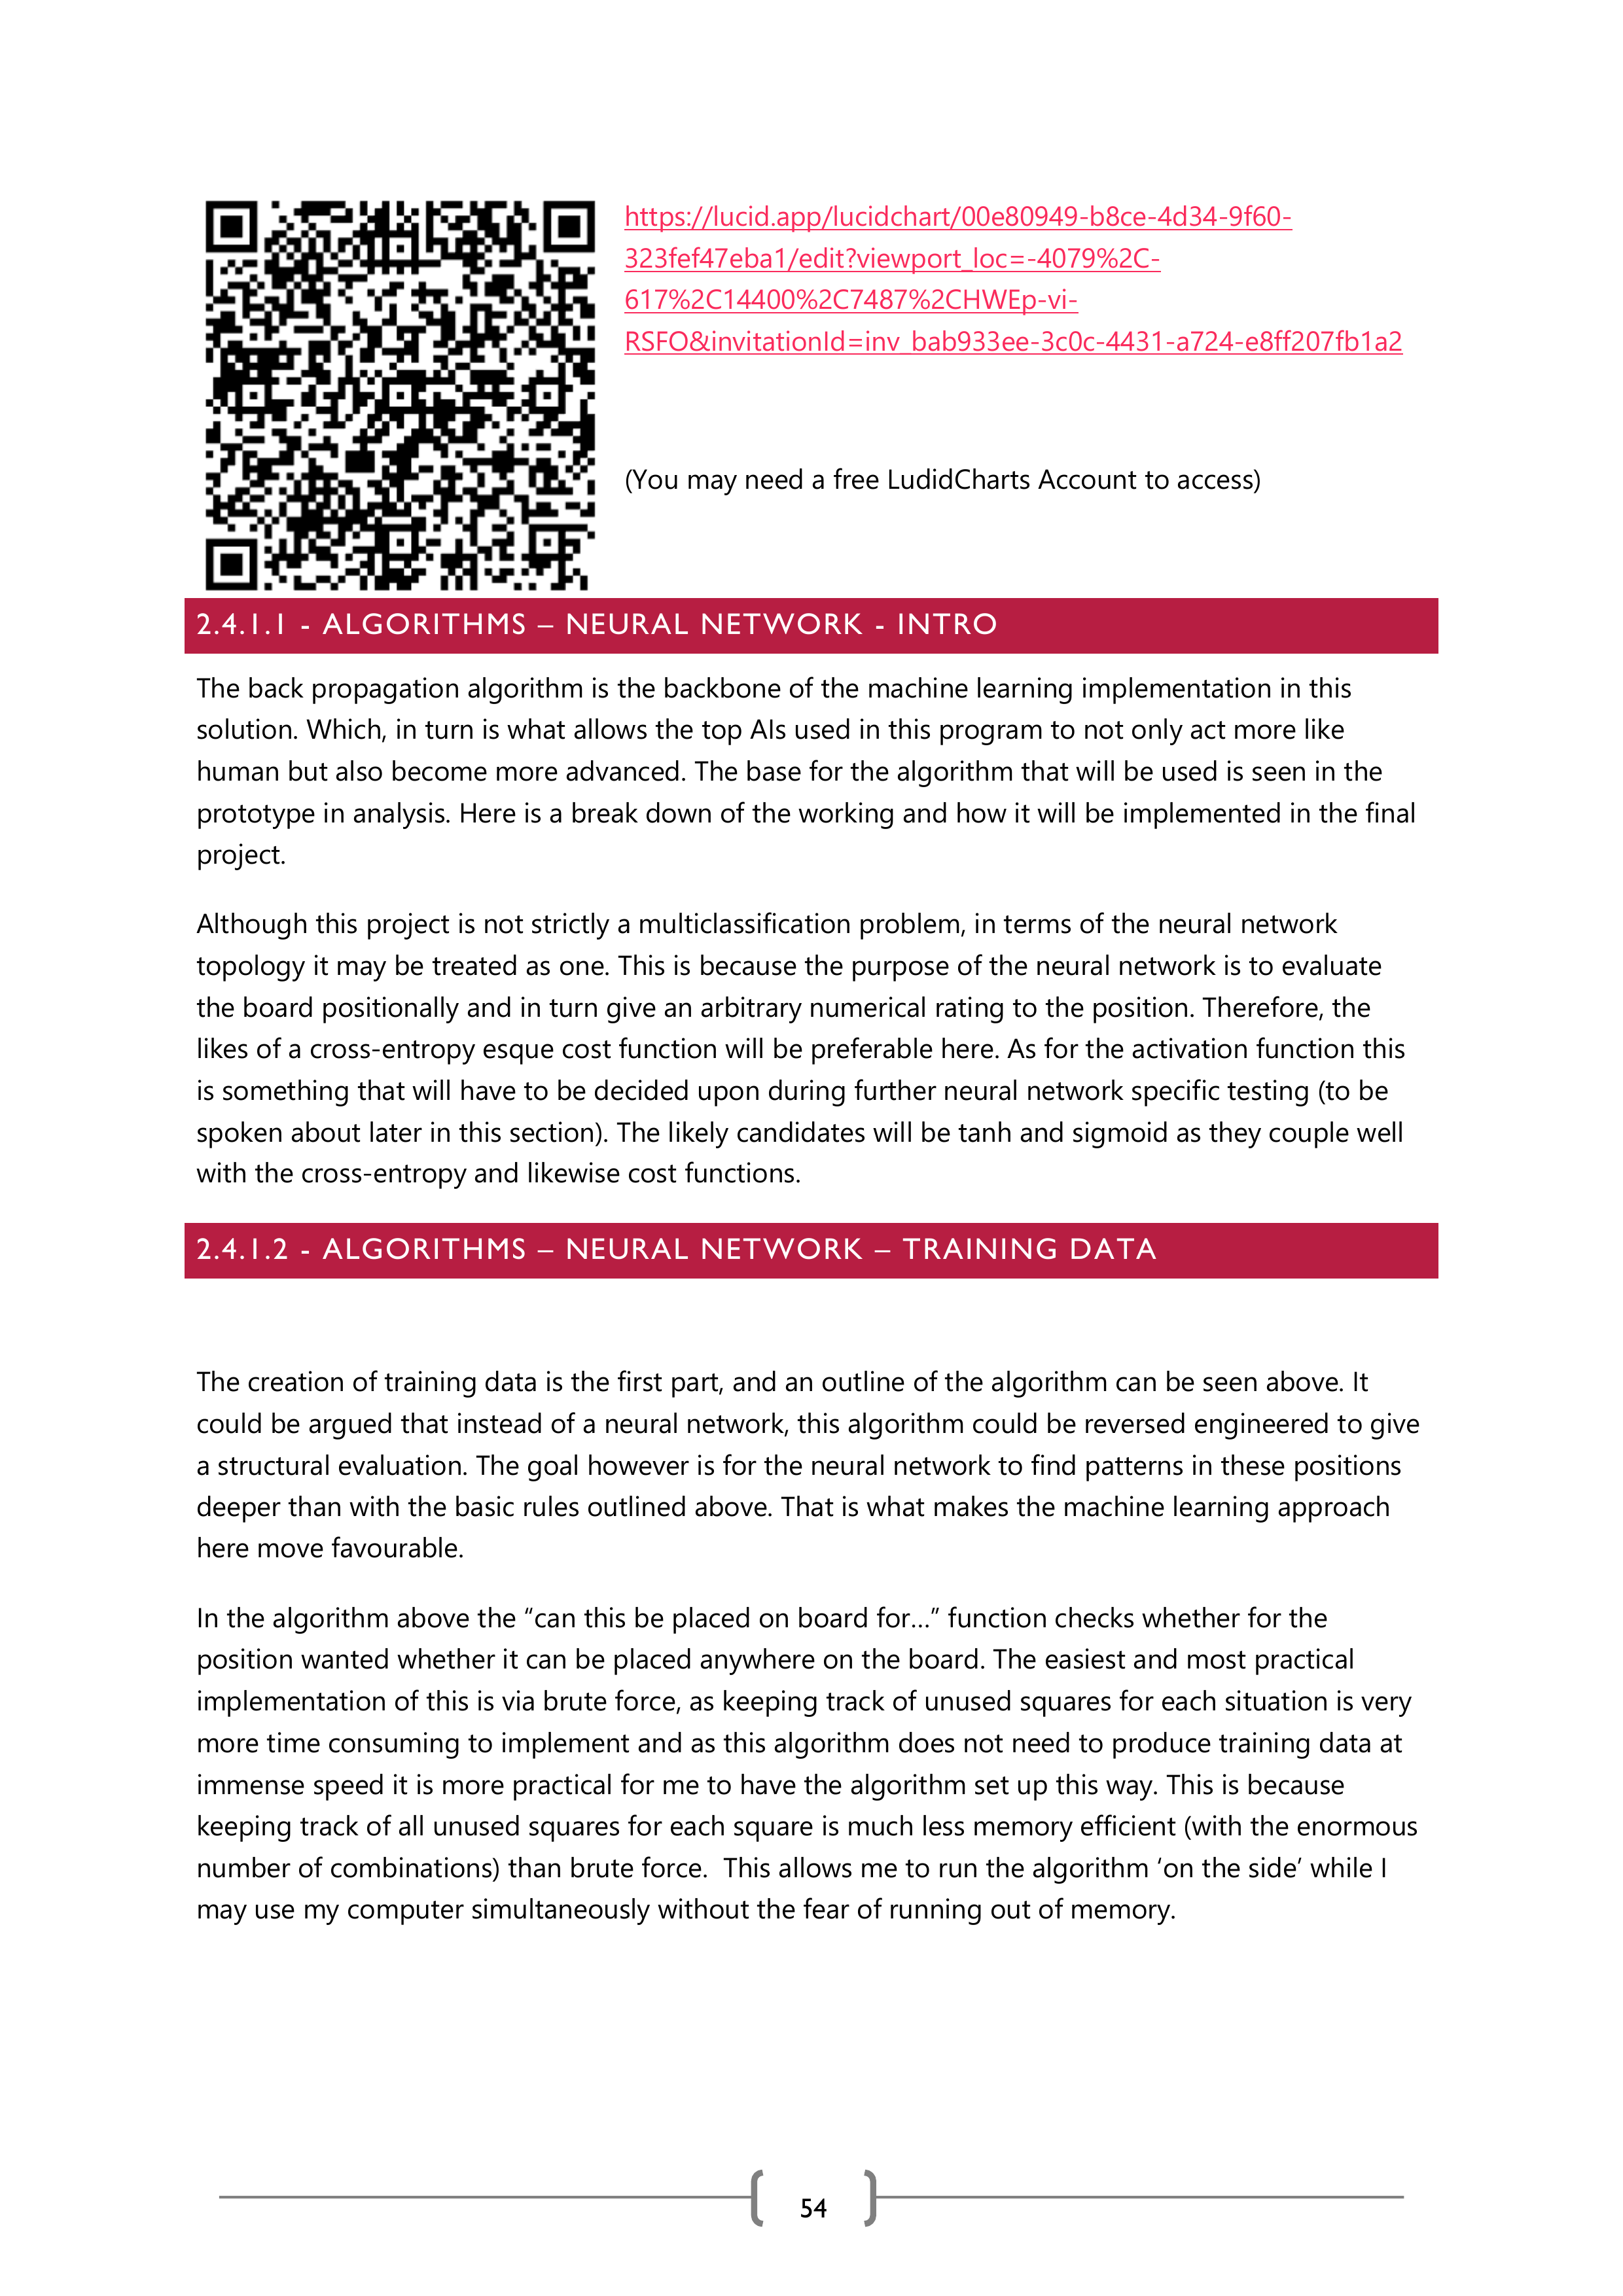 https://lucid.app/lucidchart/00e80949-b8ce-4d34-9f60-
323fef47eba1/edit?viewport_loc=-4079%2C-
617%2C14400%2C7487%2CHWEp-vi-
RSFO&invitationId=inv_bab933ee-3c0c-4431-a724-e8ff207fb1a2
(You may need a free LudidCharts Account to access)
2.4.1.1 - ALGORITHMS – NEURAL NETWORK - INTRO
The back propagation algorithm is the backbone of the machine learning implementation in this
solution. Which, in turn is what allows the top AIs used in this program to not only act more like
human but also become more advanced. The base for the algorithm that will be used is seen in the
prototype in analysis. Here is a break down of the working and how it will be implemented in the final
project.
Although this project is not strictly a multiclassification problem, in terms of the neural network
topology it may be treated as one. This is because the purpose of the neural network is to evaluate
the board positionally and in turn give an arbitrary numerical rating to the position. Therefore, the
likes of a cross-entropy esque cost function will be preferable here. As for the activation function this
is something that will have to be decided upon during further neural network specific testing (to be
spoken about later in this section). The likely candidates will be tanh and sigmoid as they couple well
with the cross-entropy and likewise cost functions.
2.4.1.2 - ALGORITHMS – NEURAL NETWORK – TRAINING DATA
The creation of training data is the first part, and an outline of the algorithm can be seen above. It
could be argued that instead of a neural network, this algorithm could be reversed engineered to give
a structural evaluation. The goal however is for the neural network to find patterns in these positions
deeper than with the basic rules outlined above. That is what makes the machine learning approach
here move favourable.
In the algorithm above the “can this be placed on board for…” function checks whether for the
position wanted whether it can be placed anywhere on the board. The easiest and most practical
implementation of this is via brute force, as keeping track of unused squares for each situation is very
more time consuming to implement and as this algorithm does not need to produce training data at
immense speed it is more practical for me to have the algorithm set up this way. This is because
keeping track of all unused squares for each square is much less memory efficient (with the enormous
number of combinations) than brute force.  This allows me to run the algorithm ‘on the side’ while I
may use my computer simultaneously without the fear of running out of memory.
54